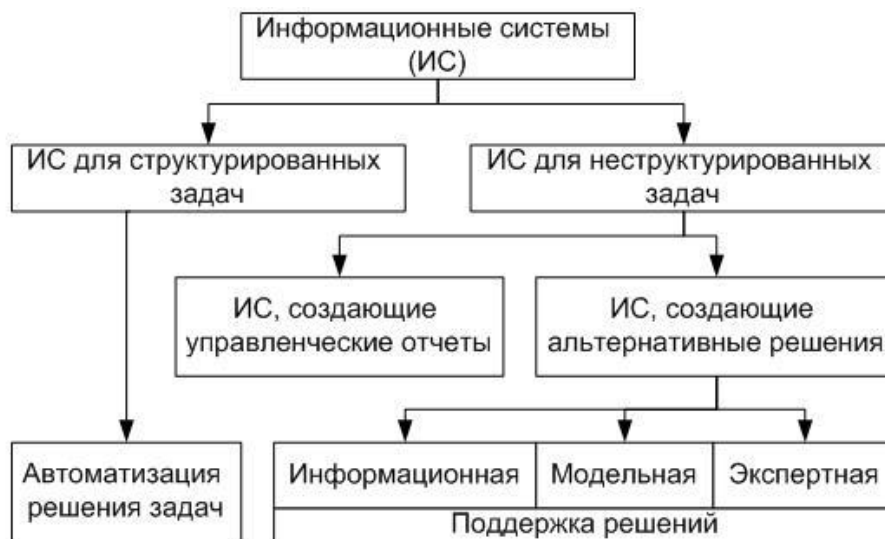 Информационные системы
(ИС)
ИС для структурированных
задач
ИС для неструктурированных
задач
ИС, создающие
управленческие отчеты
ИС, создающие
альтернативные решения
Автоматизация
решения задач
Информационная
Модельная
Экспертная
Поддержка решений